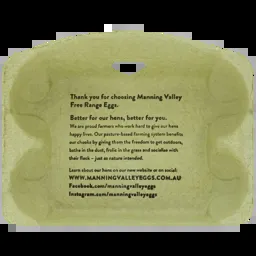 Thank you for choosing Manning Valley
Free Range Eggs.
Better for our hens, better for you.
We are proud farmers who work hard to give our hens
happy lives. Our pasture-based farming system benefits
our chooks by giving them the freedom to get outdoors,
bathe in the dust, frolic in the grass and socialise with
their flock – just as nature intended.
Learn about our hens on our new website or on social:
WWW.MANNINGVALLEYEGGS.COM.AU
Facebook.com/manningvalleyeggs
Instagram.com/manningvalleyeggs